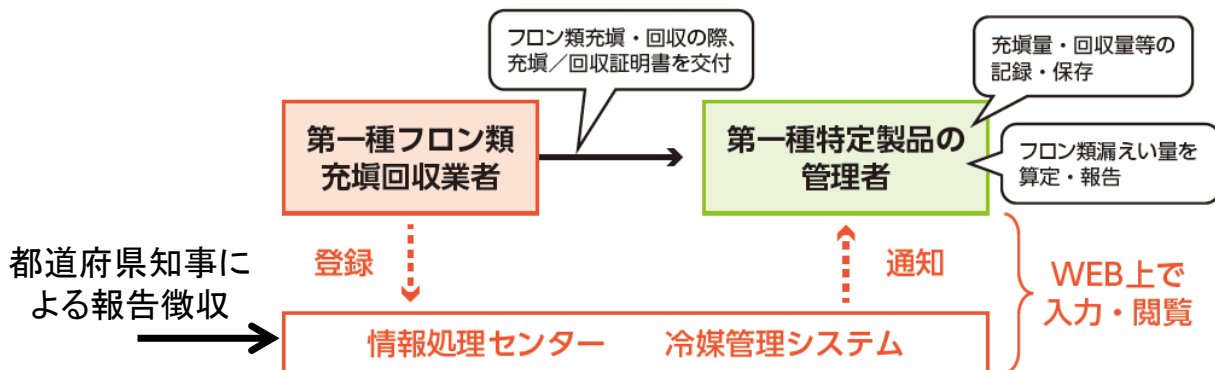 フロン類充塡・回収の際、
充塡／回収証明書を交付
充塡量・回収量等の
記録・保存
第一種フロン類
充塡回収業者
第一種特定製品の
管理者
フロン類漏えい量を
算定・報告
都道府県知事に
よる報告徴収
登録
通知
WEB上で
入力・閲覧
情報処理センター　冷媒管理システム